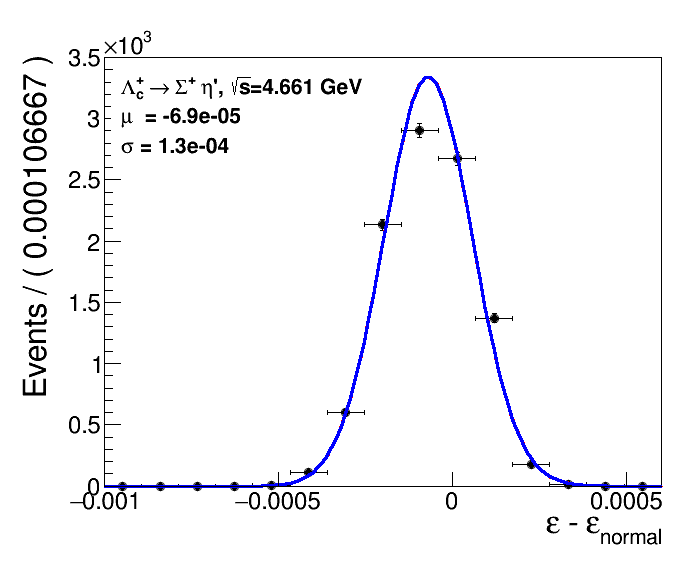 ×10³
3.5
3
2.5
2
1.5
1
0.5
0
Events / ( 0.000106667 )
Λc⁺ → Σ⁺ η', √s=4.661 GeV
μ = -6.9e-05
σ = 1.3e-04
−0.001 −0.0005 0 0.0005
ε - εnormal